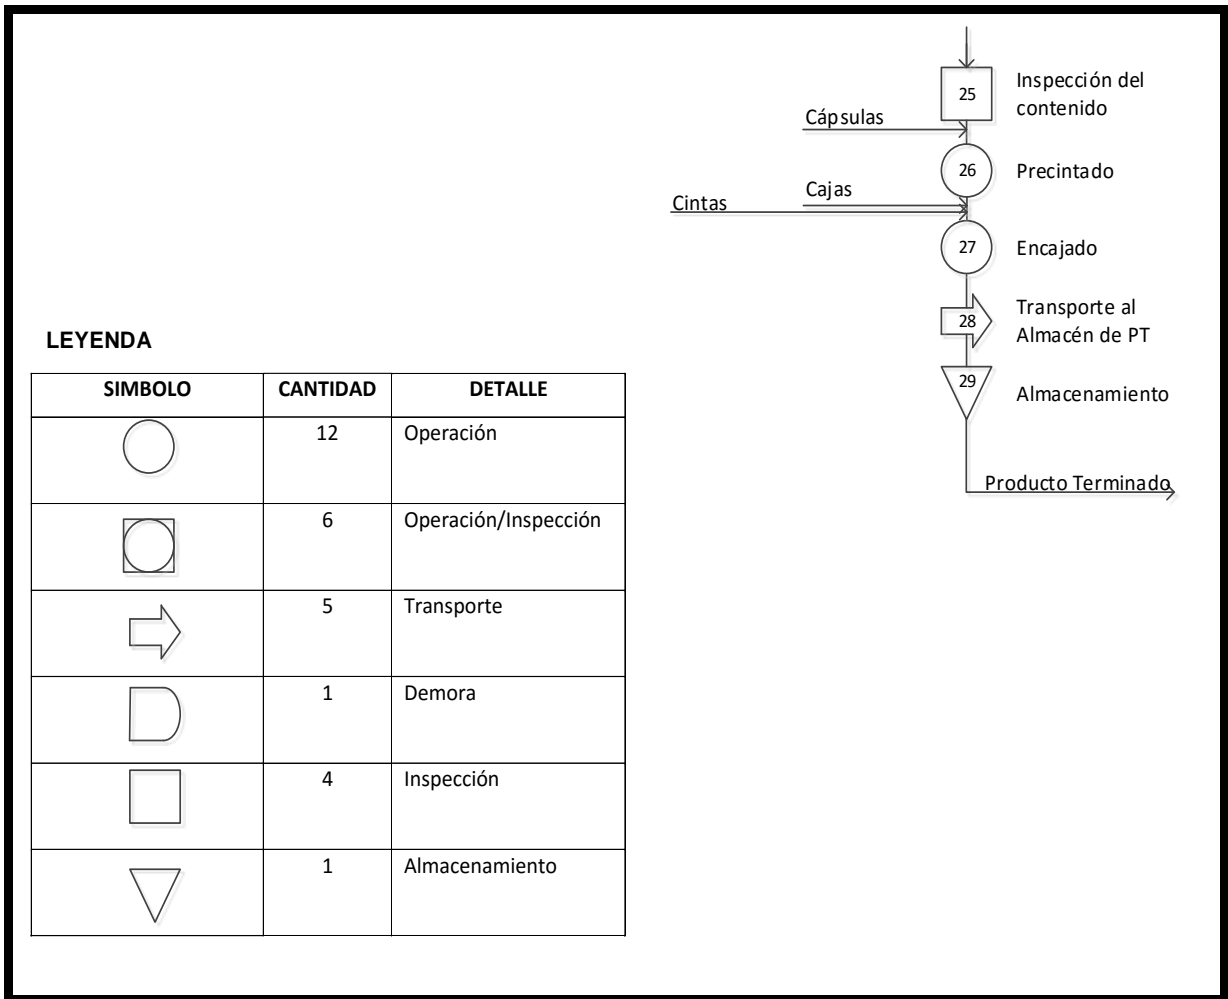 25
Inspección del
contenido
Cápsulas
26
Precintado
Cajas
Cintas
27
Encajado
28
Transporte al
Almacén de PT
29
Almacenamiento
Producto Terminado
LEYENDA
SIMBOLO CANTIDAD DETALLE
12 Operación
6 Operación/Inspección
5 Transporte
1 Demora
4 Inspección
1 Almacenamiento